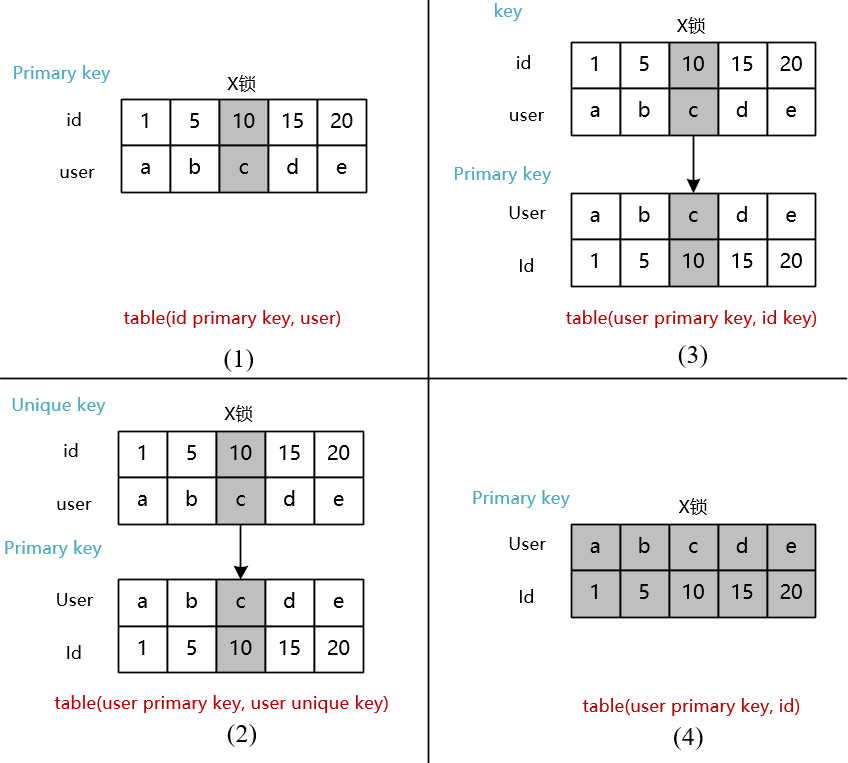 Primary key
X锁
id 1 5 10 15 20
user a b c d e
table(id primary key, user)
(1)
key
X锁
id 1 5 10 15 20
user a b c d e
Primary key
User a b c d e
Id 1 5 10 15 20
table(user primary key, id key)
(3)
Unique key
X锁
id 1 5 10 15 20
user a b c d e
Primary key
User a b c d e
Id 1 5 10 15 20
table(user primary key, user unique key)
(2)
Primary key
X锁
User a b c d e
Id 1 5 10 15 20
table(user primary key, id)
(4)